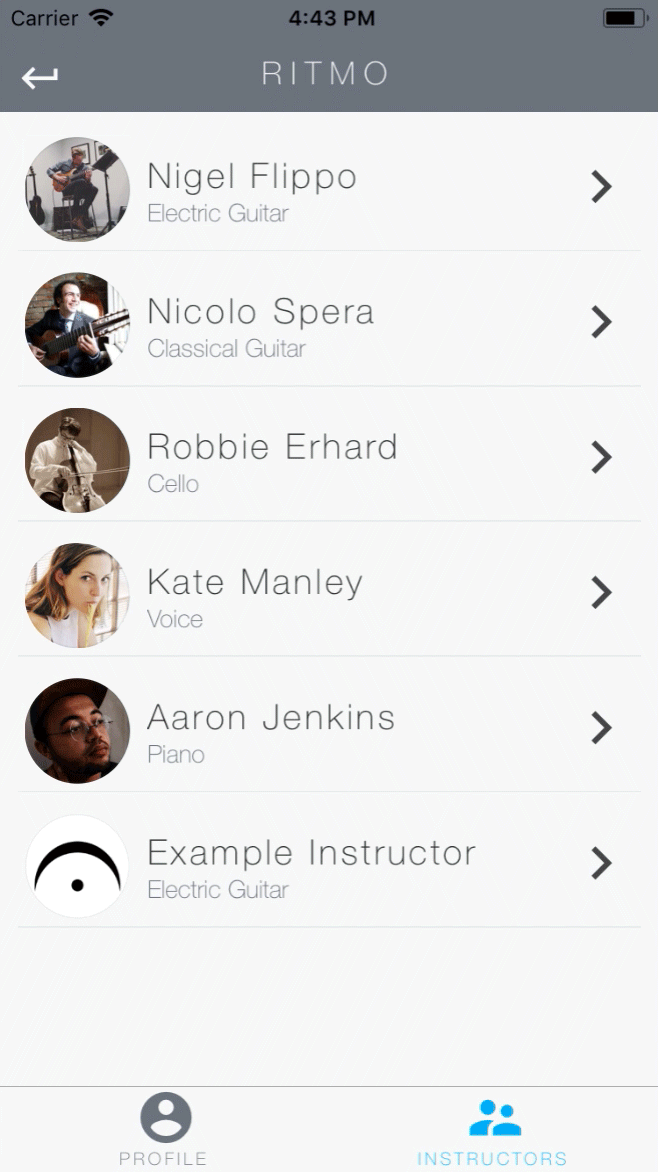 Carrier 4:43 PM
RITMO
Nigel Flippo
Electric Guitar
Nicolo Spera
Classical Guitar
Robbie Erhard
Cello
Kate Manley
Voice
Aaron Jenkins
Piano
Example Instructor
Electric Guitar
PROFILE INSTRUCTORS